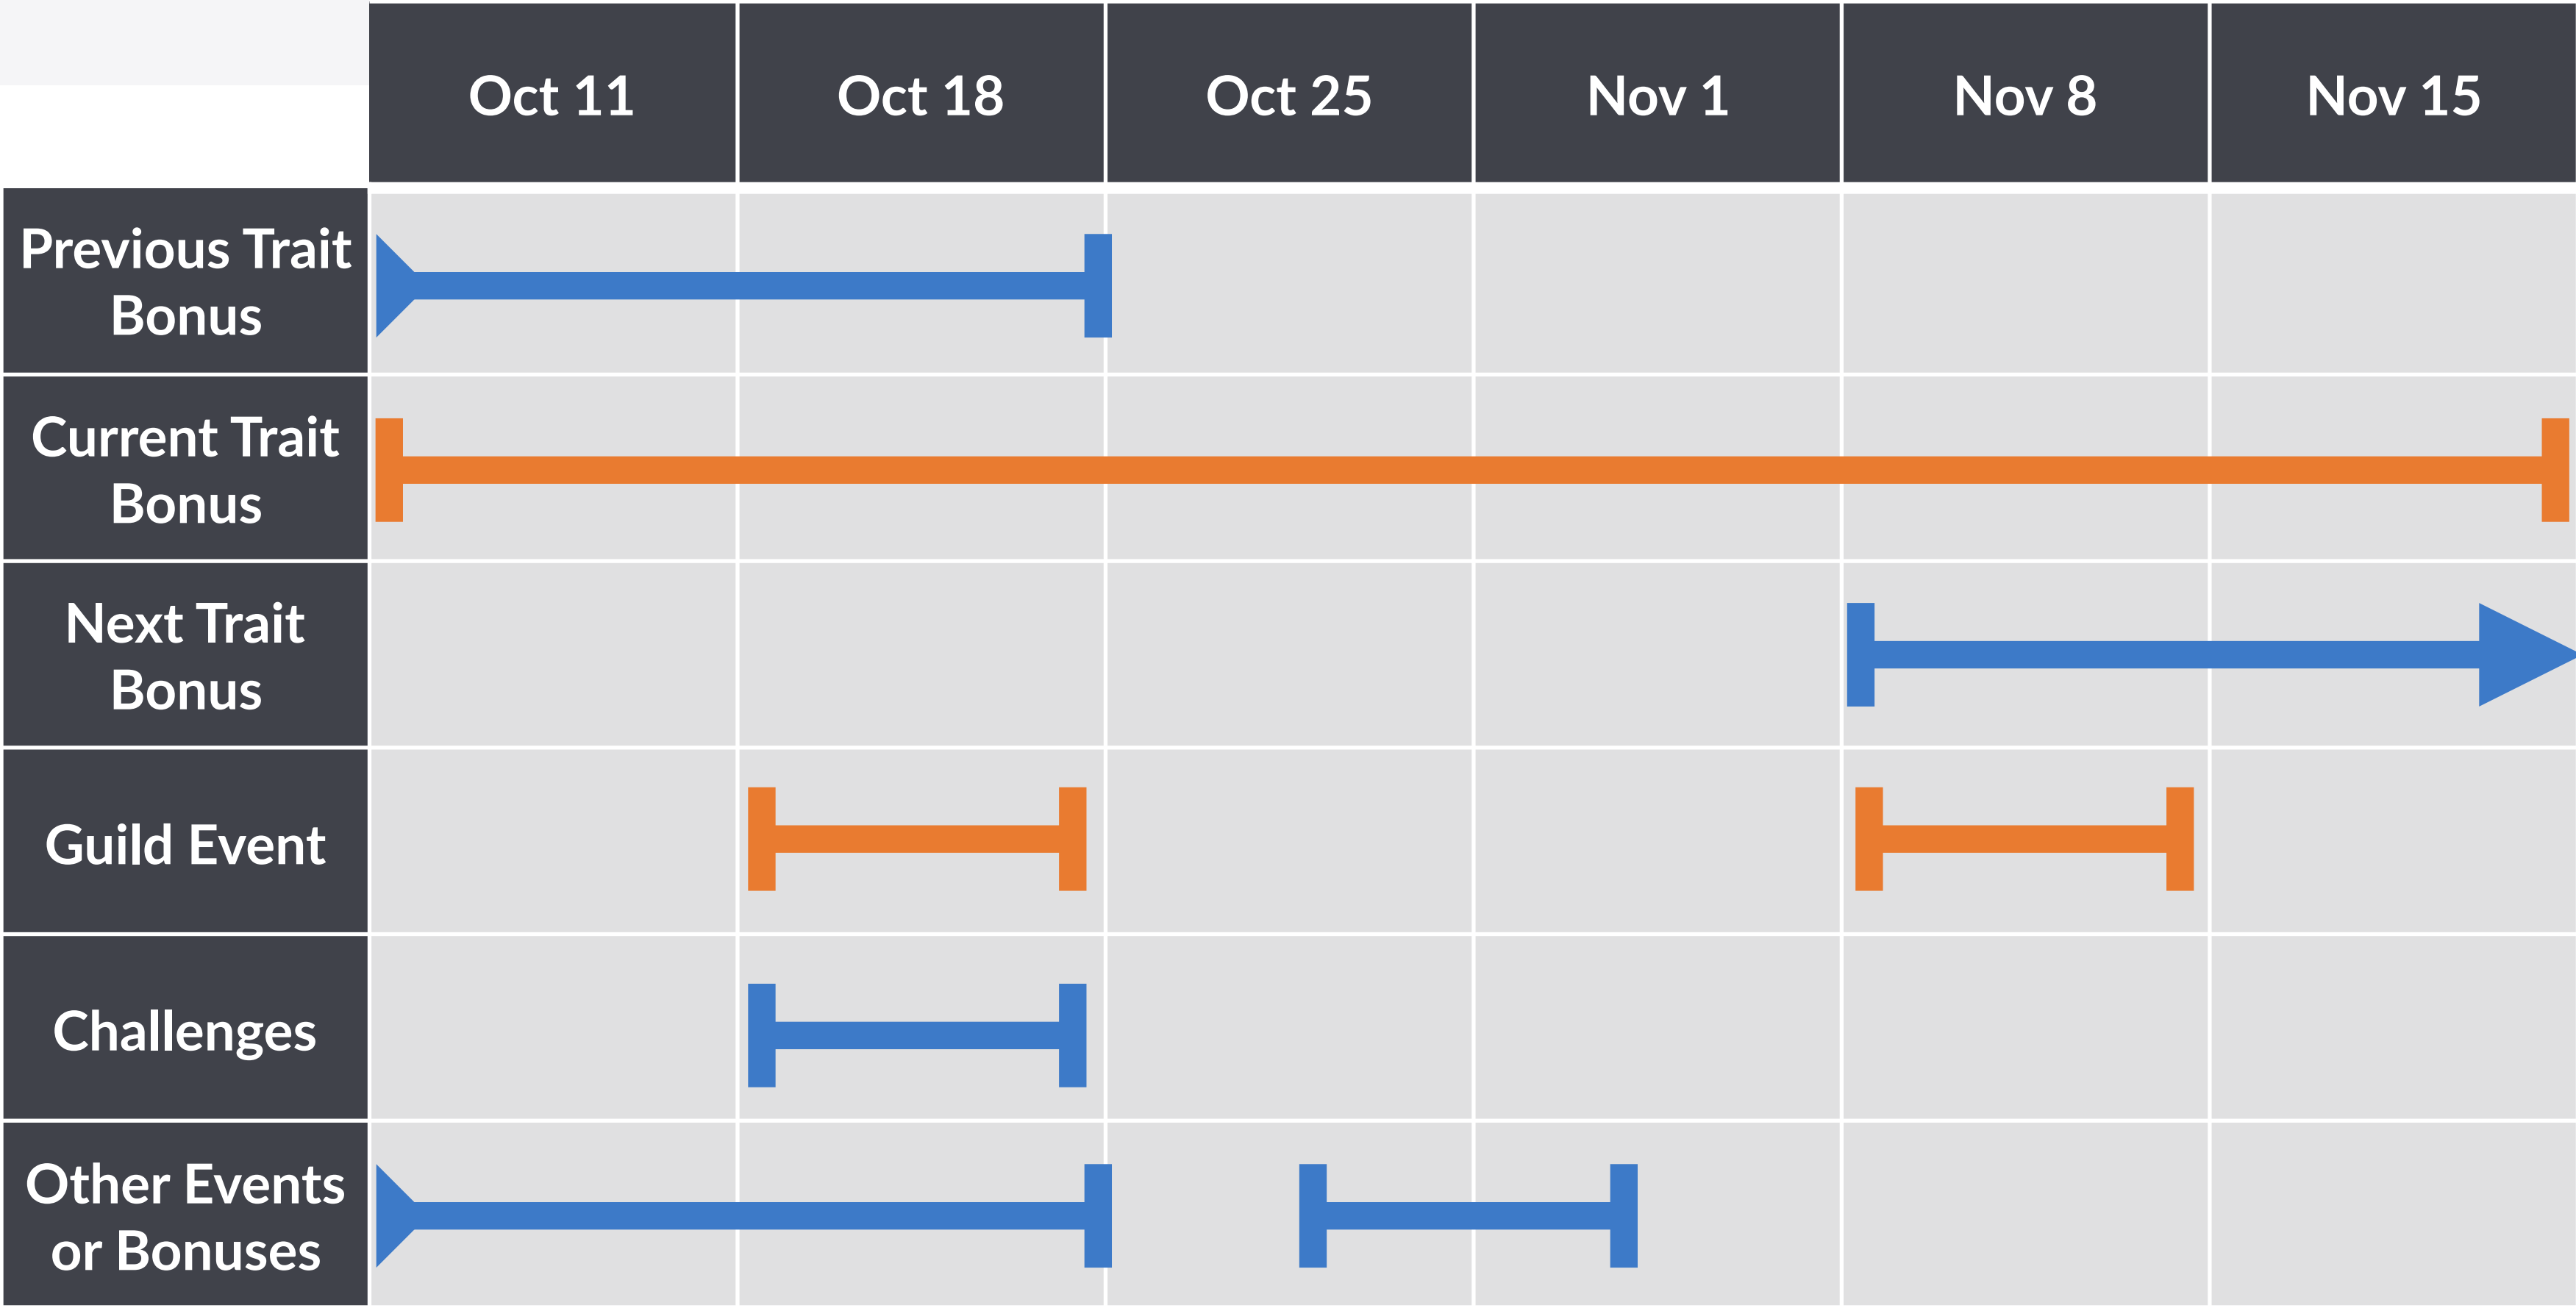 Oct 11
Oct 18
Oct 25
Nov 1
Nov 8
Nov 15
Previous Trait
Bonus
Current Trait
Bonus
Next Trait
Bonus
Guild Event
Challenges
Other Events
or Bonuses